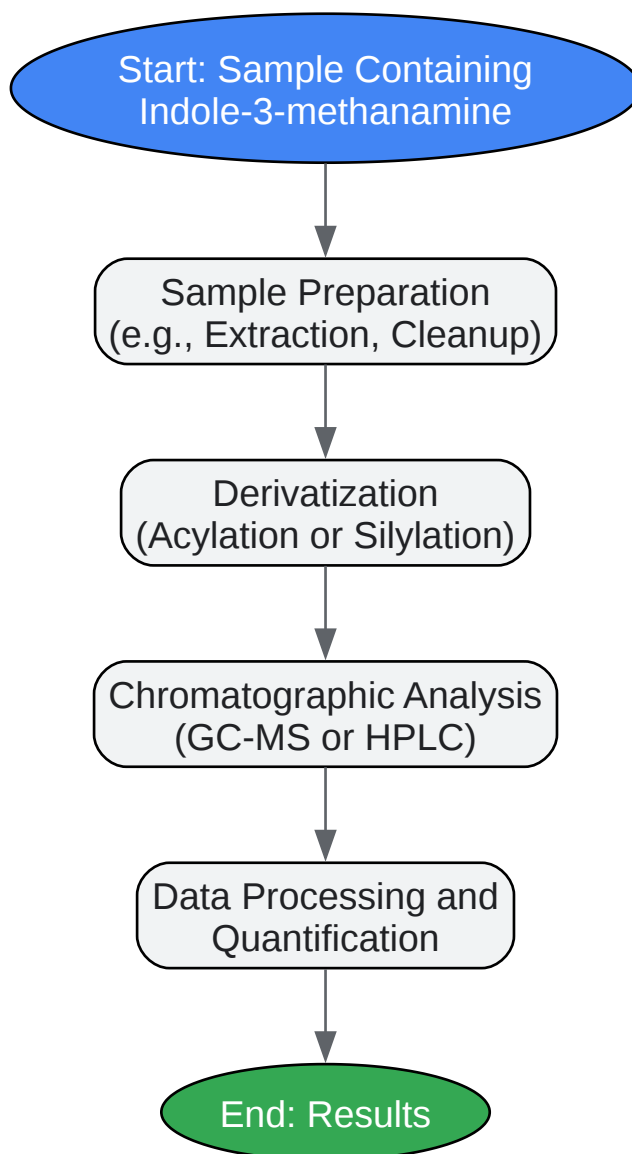 Start: Sample Containing
Indole-3-methanamine
Sample Preparation
(e.g., Extraction, Cleanup)
Derivatization
(Acylation or Silylation)
Chromatographic Analysis
(GC-MS or HPLC)
Data Processing and
Quantification
End: Results